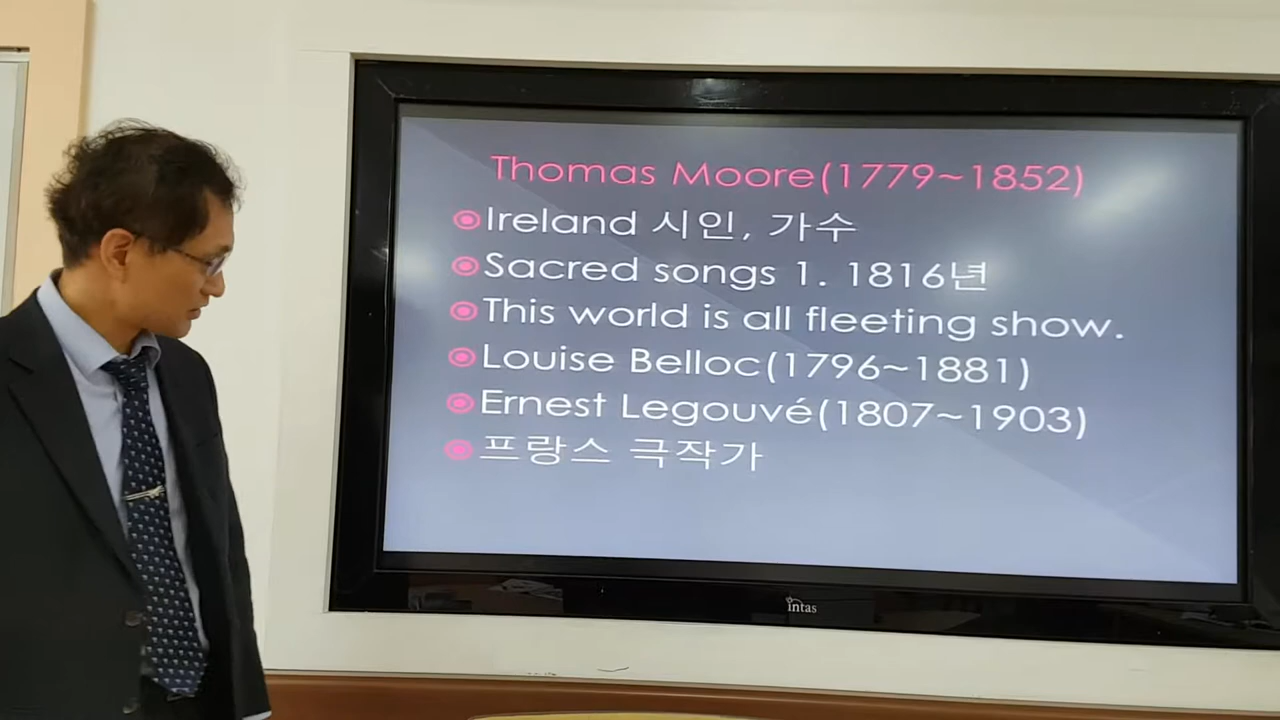 Thomas Moore(1779~1852)
Ireland 시인, 가수
Sacred songs 1. 1816년
This world is all fleeting show.
Louise Belloc(1796~1881)
Ernest Legouvé(1807~1903)
프랑스 극작가
intas